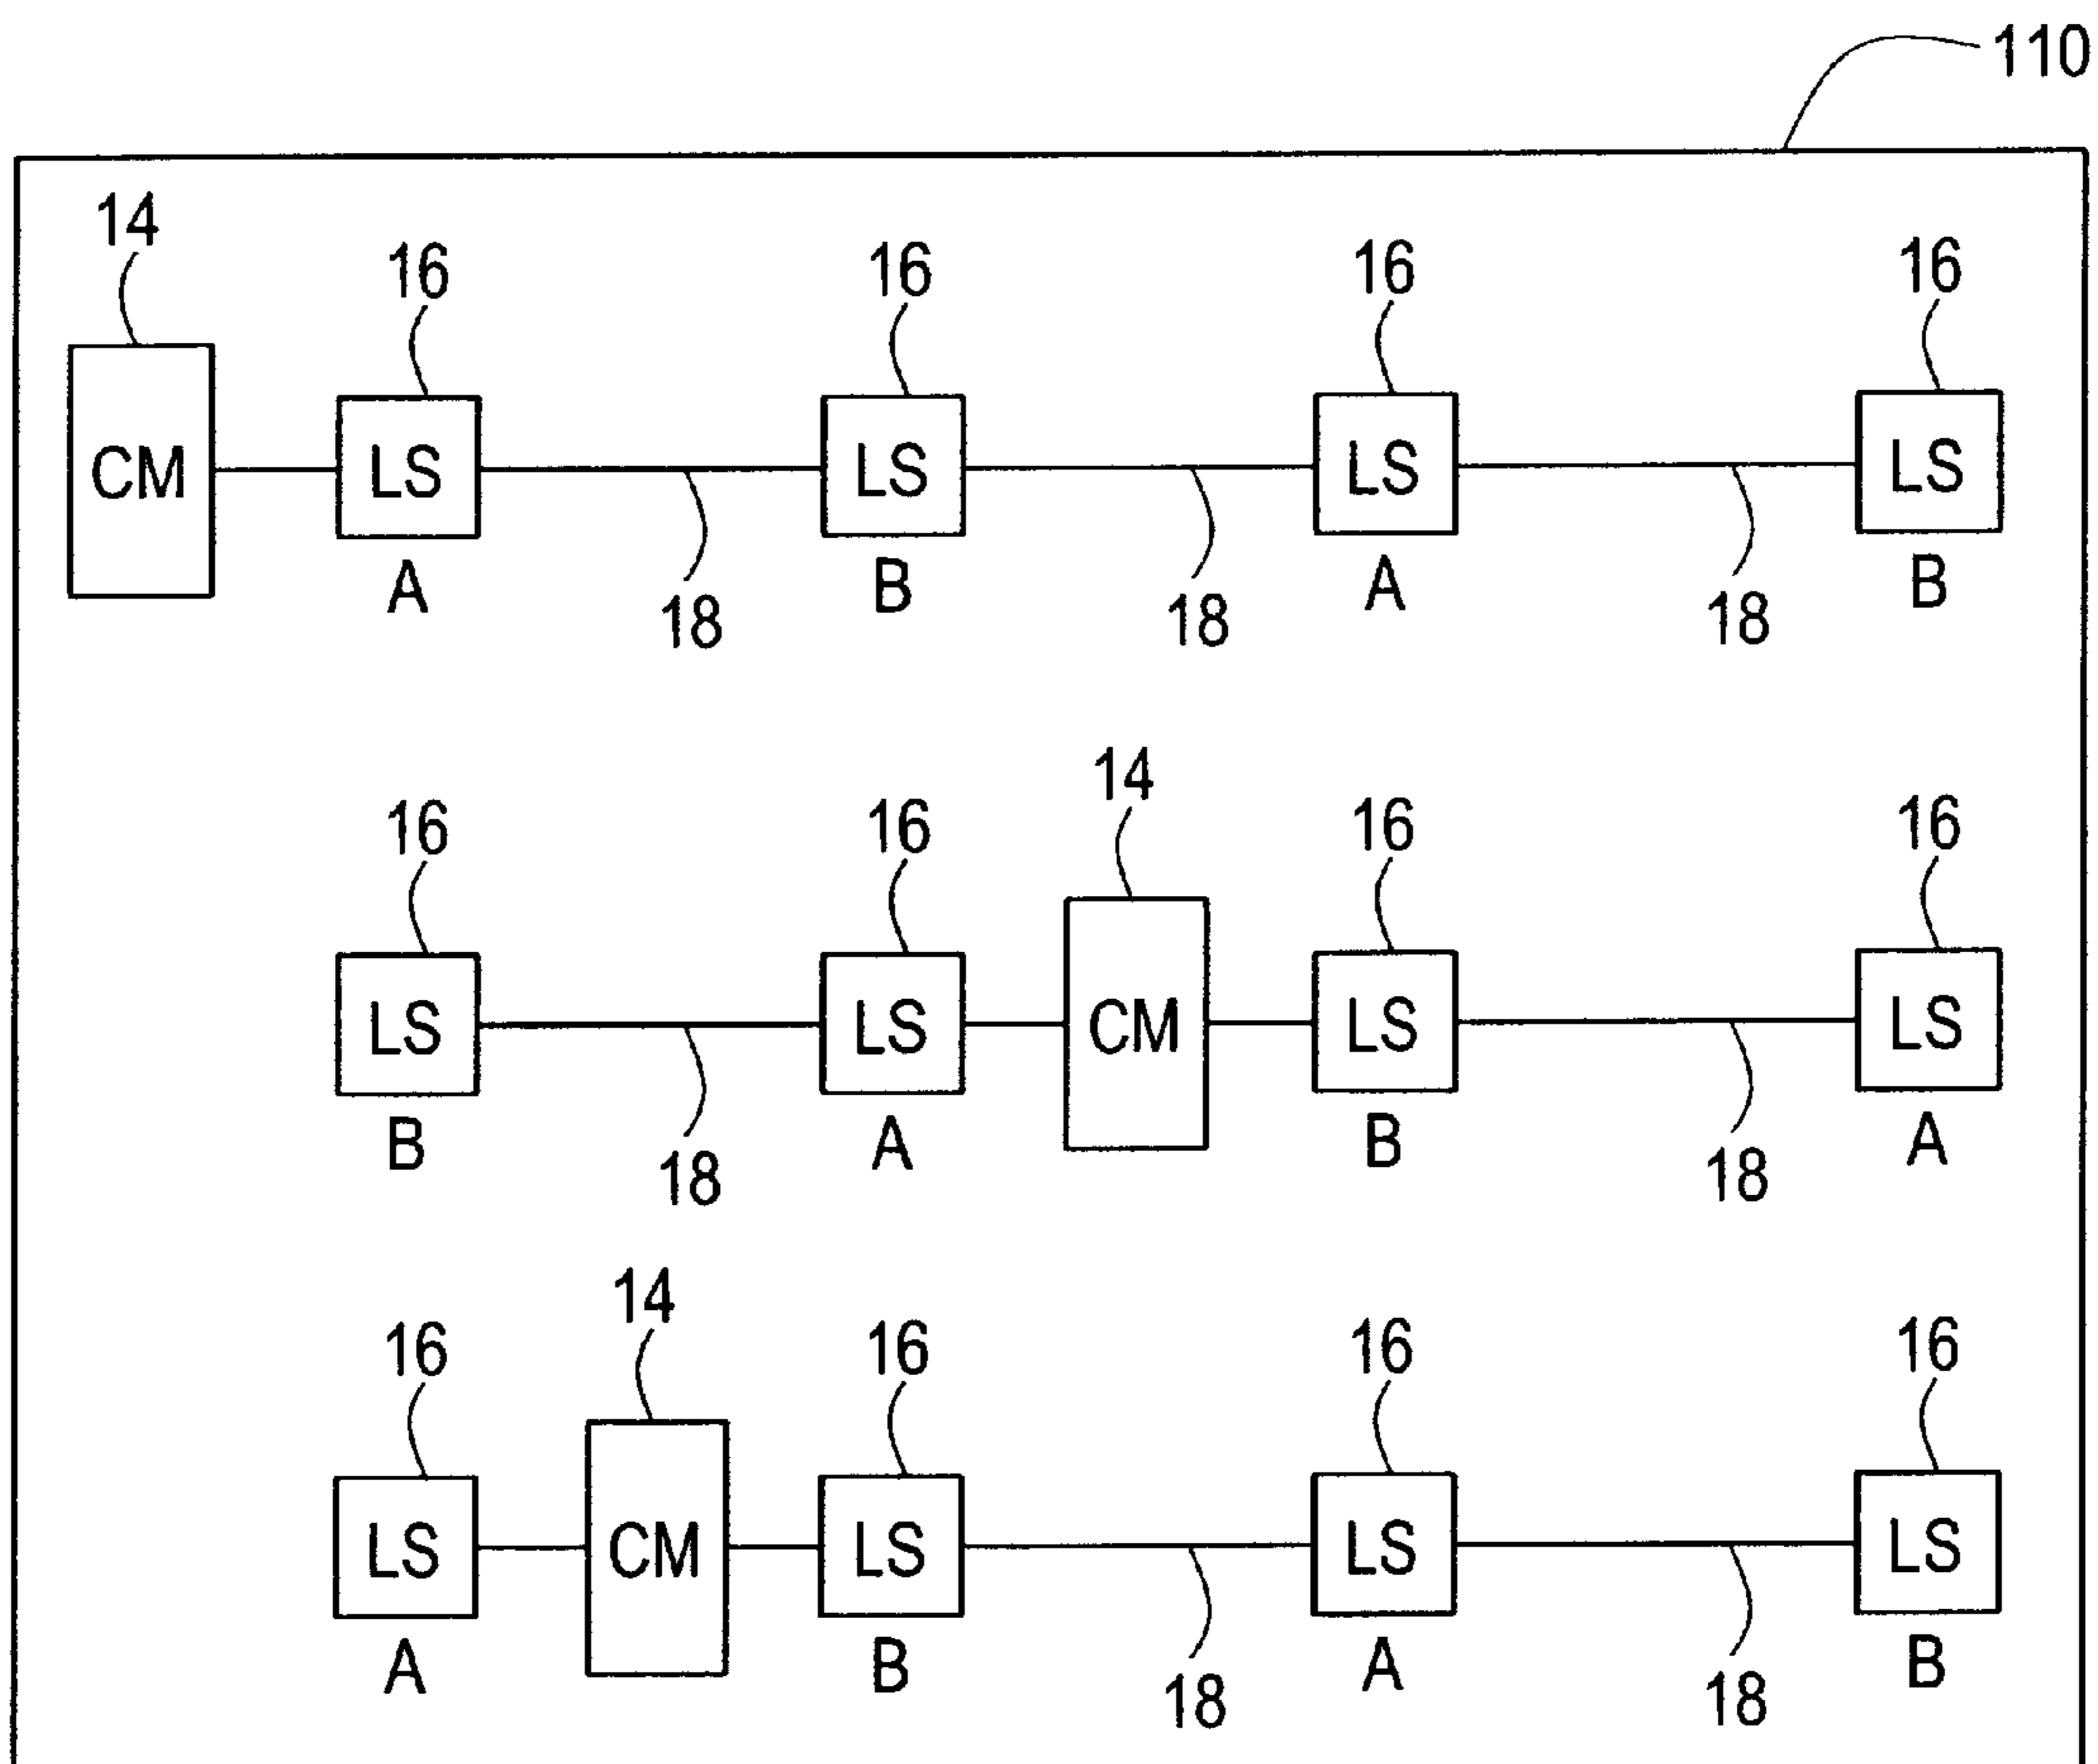 110
14
16 16 16 16
CM LS LS LS LS
A B A B
18 18 18
14
16 16 16 16
LS LS CM LS LS
B A B A
18 18
14
16 16 16 16
LS CM LS LS LS
A B A B
18 18